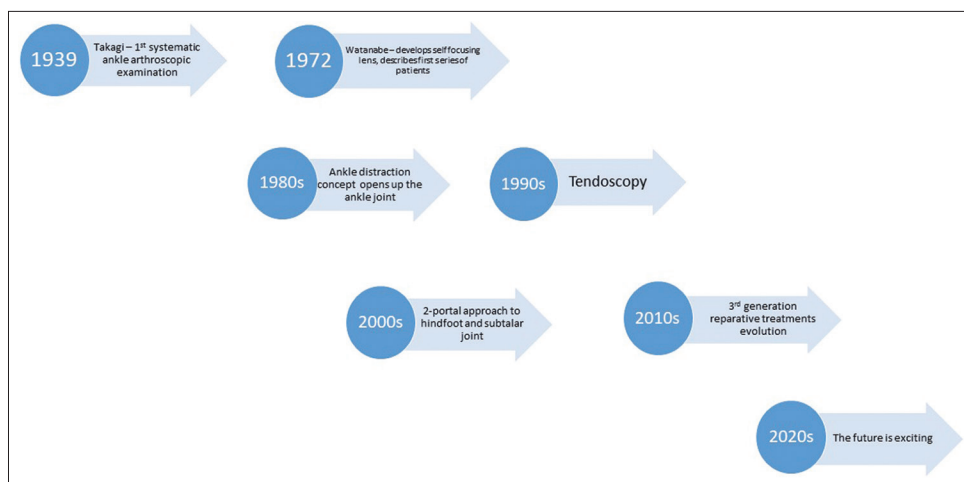 1939
Takagi – 1st systematic
ankle arthroscopic
examination
1972
Watanabe – develops self focusing
lens, describes first series of
patients
1980s
Ankle distraction
concept opens up the
ankle joint
1990s
Tendoscopy
2000s
2-portal approach to
hindfoot and subtalar
joint
2010s
3rd generation
reparative treatments
evolution
2020s
The future is exciting